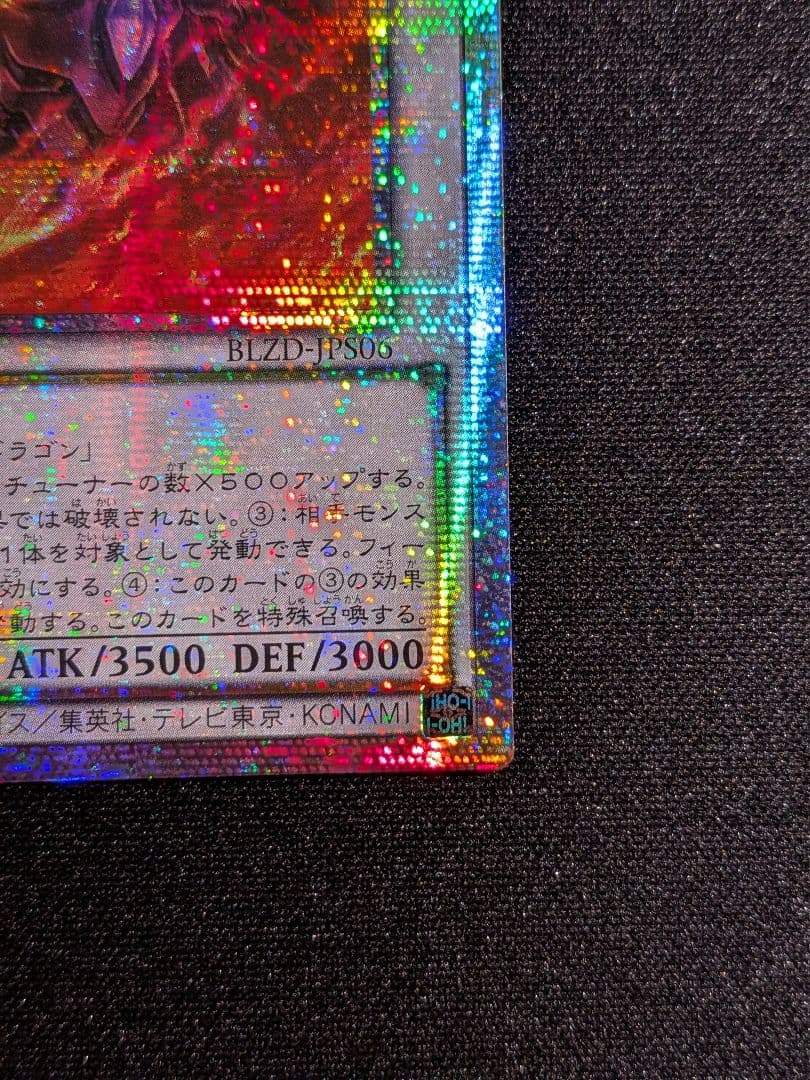 BLZD-JPS06
ラゴン」
チューナーの数×５００アップする。
では破壊されない。③:相手モンス
1体を対象として発動できる。フィー
効にする。④:このカードの③の効果
動する。このカードを特殊召喚する。
ATK/3500 DEF/3000
イス/集英社・テレビ東京・KONAMI